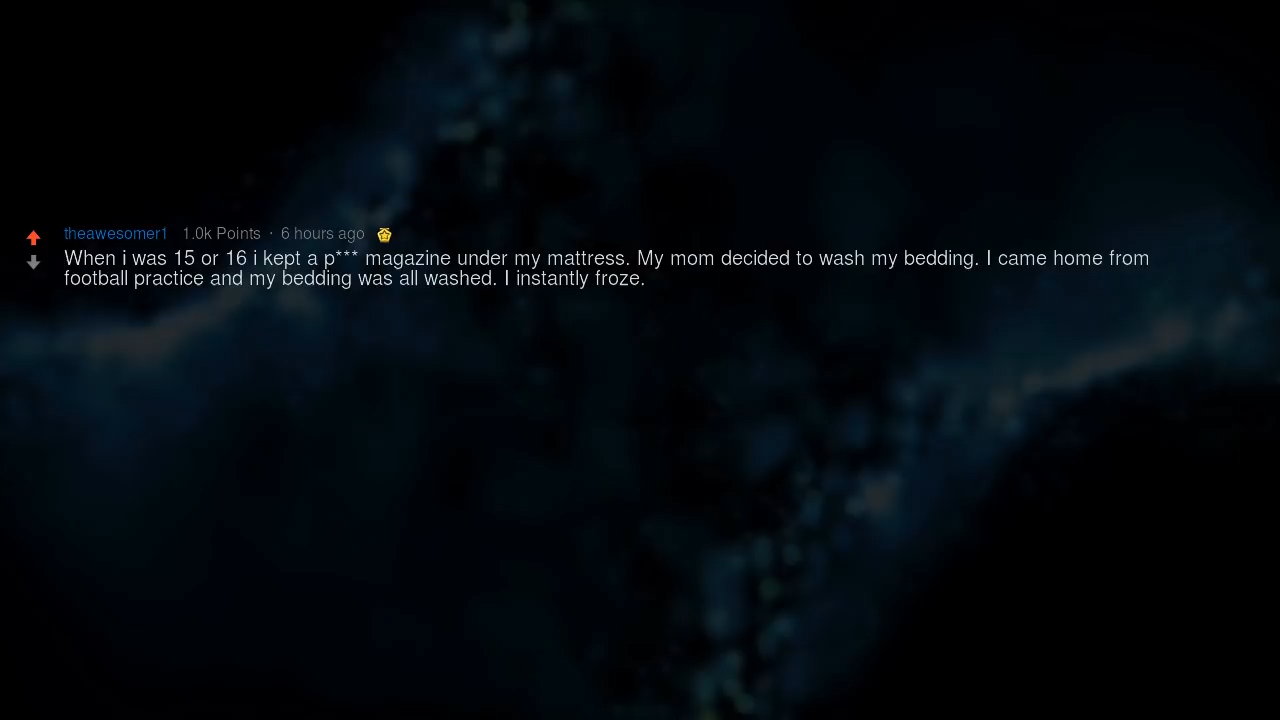 theawesomer1 1.0k Points · 6 hours ago
When i was 15 or 16 i kept a p*** magazine under my mattress. My mom decided to wash my bedding. I came home from
football practice and my bedding was all washed. I instantly froze.